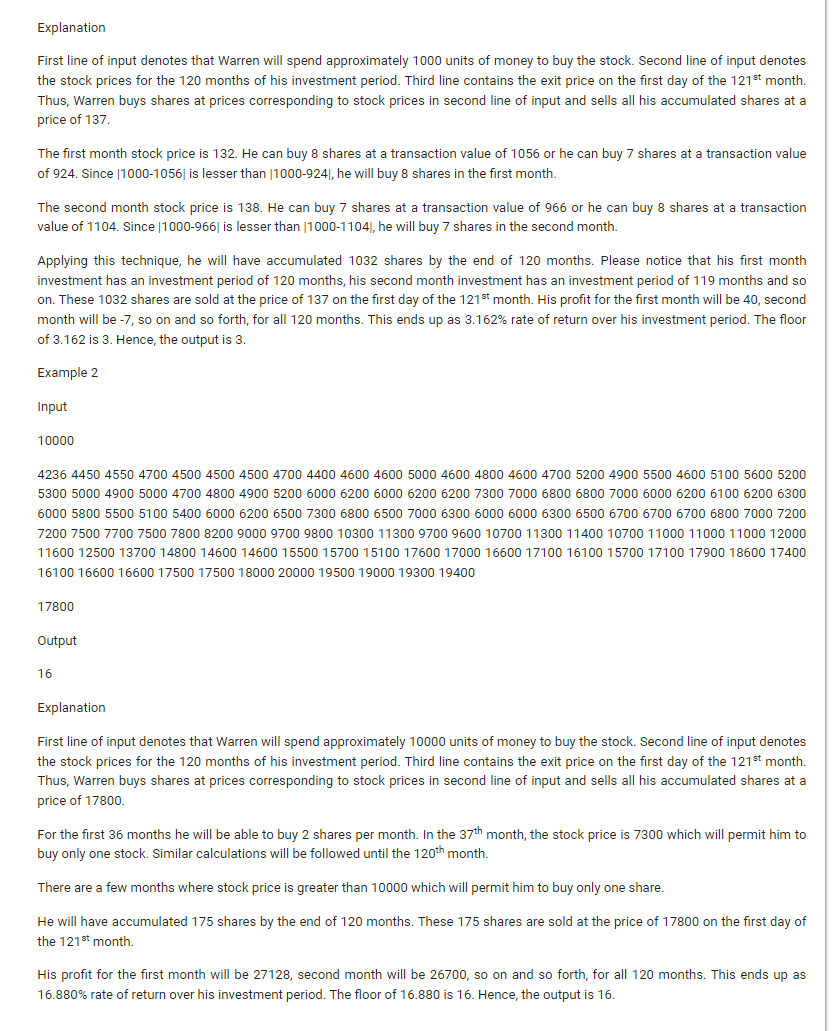 Explanation
First line of input denotes that Warren will spend approximately 1000 units of money to buy the stock. Second line of input denotes
the stock prices for the 120 months of his investment period. Third line contains the exit price on the first day of the 121st month.
Thus, Warren buys shares at prices corresponding to stock prices in second line of input and sells all his accumulated shares at a
price of 137.
The first month stock price is 132. He can buy 8 shares at a transaction value of 1056 or he can buy 7 shares at a transaction value
of 924. Since |1000-1056| is lesser than |1000-924|, he will buy 8 shares in the first month.
The second month stock price is 138. He can buy 7 shares at a transaction value of 966 or he can buy 8 shares at a transaction
value of 1104. Since |1000-966| is lesser than |1000-1104|, he will buy 7 shares in the second month.
Applying this technique, he will have accumulated 1032 shares by the end of 120 months. Please notice that his first month
investment has an investment period of 120 months, his second month investment has an investment period of 119 months and so
on. These 1032 shares are sold at the price of 137 on the first day of the 121st month. His profit for the first month will be 40, second
month will be -7, so on and so forth, for all 120 months. This ends up as 3.162% rate of return over his investment period. The floor
of 3.162 is 3. Hence, the output is 3.
Example 2
Input
10000
4236 4450 4550 4700 4500 4500 4500 4700 4400 4600 4600 5000 4600 4800 4600 4700 5200 4900 5500 4600 5100 5600 5200
5300 5000 4900 5000 4700 4800 4900 5200 6000 6200 6000 6200 6200 7300 7000 6800 6800 7000 6000 6200 6100 6200 6300
6000 5800 5500 5100 5400 6000 6200 6500 7300 6800 6500 7000 6300 6000 6000 6300 6500 6700 6700 6700 6800 7000 7200
7200 7500 7700 7500 7800 8200 9000 9700 9800 10300 11300 9700 9600 10700 11300 11400 10700 11000 11000 11000 12000
11600 12500 13700 14800 14600 14600 15500 15700 15100 17600 17000 16600 17100 16100 15700 17100 17900 18600 17400
16100 16600 16600 17500 17500 18000 20000 19500 19000 19300 19400
17800
Output
16
Explanation
First line of input denotes that Warren will spend approximately 10000 units of money to buy the stock. Second line of input denotes
the stock prices for the 120 months of his investment period. Third line contains the exit price on the first day of the 121st month.
Thus, Warren buys shares at prices corresponding to stock prices in second line of input and sells all his accumulated shares at a
price of 17800.
For the first 36 months he will be able to buy 2 shares per month. In the 37th month, the stock price is 7300 which will permit him to
buy only one stock. Similar calculations will be followed until the 120th month.
There are a few months where stock price is greater than 10000 which will permit him to buy only one share.
He will have accumulated 175 shares by the end of 120 months. These 175 shares are sold at the price of 17800 on the first day of
the 121st month.
His profit for the first month will be 27128, second month will be 26700, so on and so forth, for all 120 months. This ends up as
16.880% rate of return over his investment period. The floor of 16.880 is 16. Hence, the output is 16.